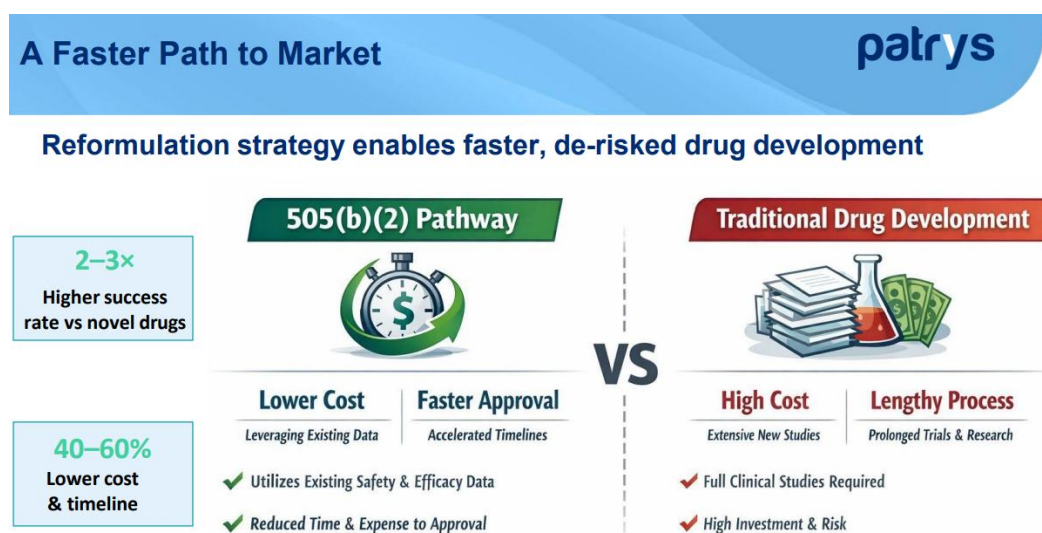 A Faster Path to Market
patrys
Reformulation strategy enables faster, de-risked drug development
2–3×
Higher success
rate vs novel drugs
40–60%
Lower cost
& timeline
505(b)(2) Pathway
$
Lower Cost
Leveraging Existing Data
Faster Approval
Accelerated Timelines
✔ Utilizes Existing Safety & Efficacy Data
✔ Reduced Time & Expense to Approval
VS
Traditional Drug Development
High Cost
Extensive New Studies
Lengthy Process
Prolonged Trials & Research
✔ Full Clinical Studies Required
✔ High Investment & Risk